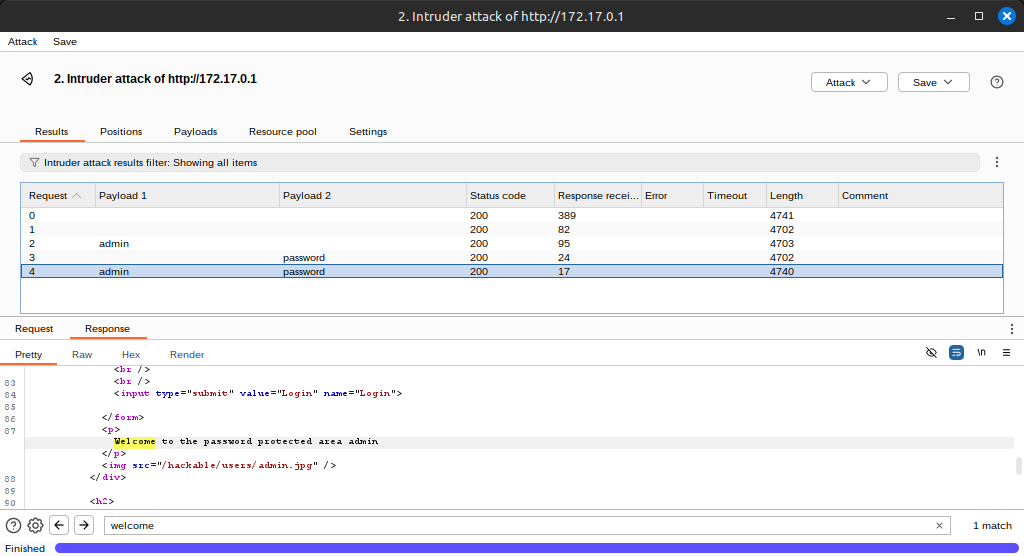 2. Intruder attack of http://172.17.0.1
Attack Save
2. Intruder attack of http://172.17.0.1
Attack Save
Results Positions Payloads Resource pool Settings
Intruder attack results filter: Showing all items
Request Payload 1 Payload 2 Status code Response recei... Error Timeout Length Comment
0 200 389 4741
1 200 82 4702
2 admin 200 95 4703
3 password 200 24 4702
4 admin password 200 17 4740
Request Response
Pretty Raw Hex Render \n
<br />
83 <br />
84 <input type="submit" value="Login" name="Login">
85
86 </form>
87 <p>
Welcome to the password protected area admin
</p>
<img src="/hackable/users/admin.jpg" />
88 </div>
89
90 <h2>
welcome 1 match
Finished